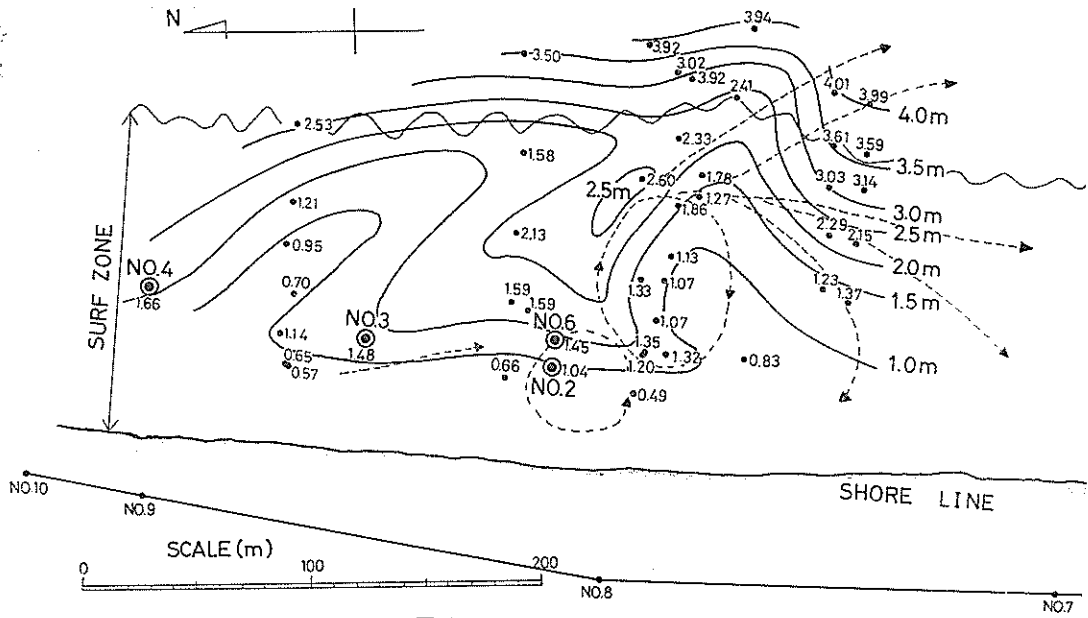 N
3.94
3.92
3.50
3.02
3.92
2.41
4.01
3.99
4.0m
2.53
2.33
3.61
3.59
3.5m
1.58
1.78
2.60
2.5m
1.27
3.03
3.14
3.0m
1.21
1.86
2.13
2.29
2.15
2.5m
0.95
1.13
2.0m
NO.4
1.66
0.70
1.33
1.07
1.23
1.37
1.5m
SURF ZONE
1.59
1.59
1.14
NO.3
1.48
NO.6
1.45
1.07
1.35
1.32
0.83
1.0m
0.65
0.57
0.66
1.04
NO.2
1.20
0.49
SHORE LINE
NO.10
NO.9
SCALE (m)
0
100
200
NO.8
NO.7